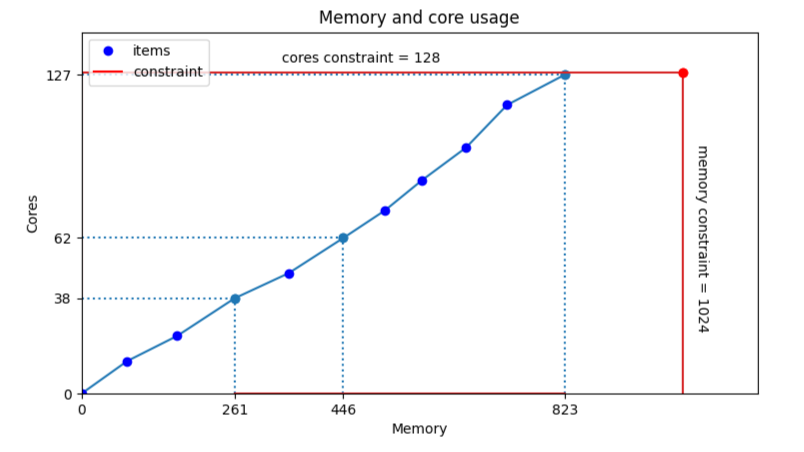 Memory and core usage
items
constraint
cores constraint = 128
127
62
38
0
Cores
memory constraint = 1024
0 261 446 823
Memory